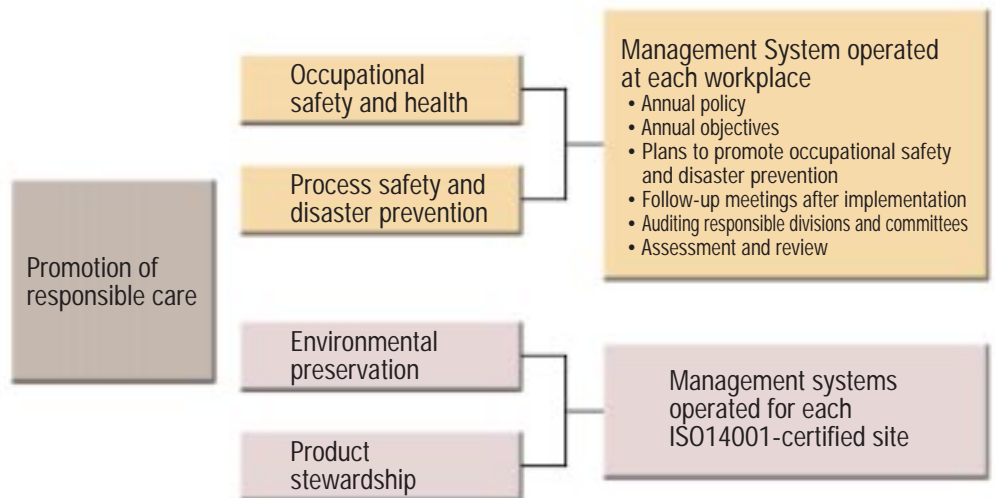 Promotion of
responsible care
Occupational
safety and health
Process safety and
disaster prevention
Management System operated
at each workplace
• Annual policy
• Annual objectives
• Plans to promote occupational safety
and disaster prevention
• Follow-up meetings after implementation
• Auditing responsible divisions and committees
• Assessment and review
Environmental
preservation
Product
stewardship
Management systems
operated for each
ISO14001-certified site